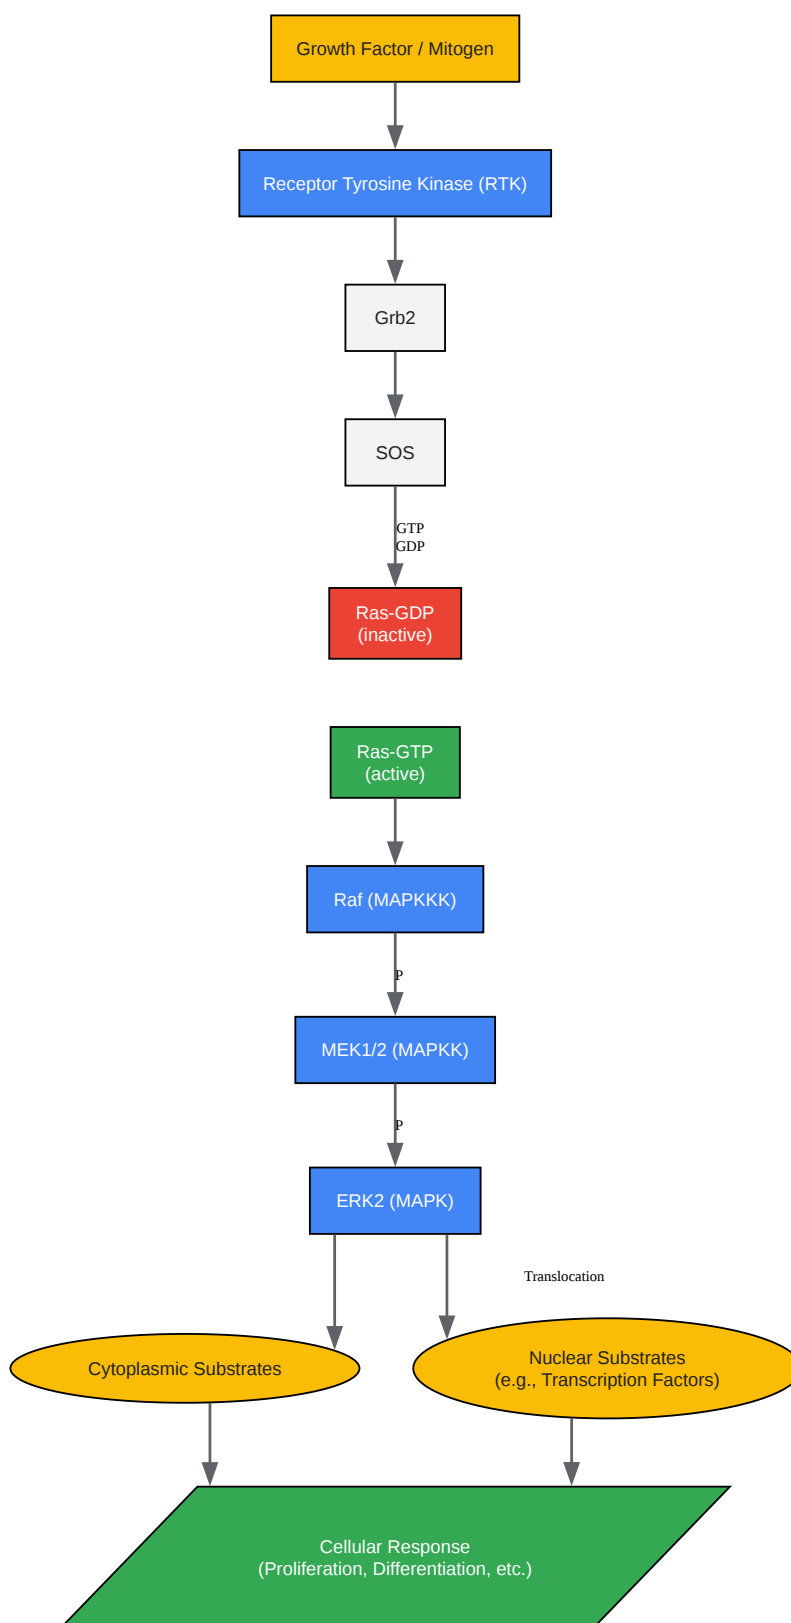 Growth Factor / Mitogen
Receptor Tyrosine Kinase (RTK)
Grb2
SOS
GTP
GDP
Ras-GDP
(inactive)
Ras-GTP
(active)
Raf (MAPKKK)
P
MEK1/2 (MAPKK)
P
ERK2 (MAPK)
Translocation
Cytoplasmic Substrates
Nuclear Substrates
(e.g., Transcription Factors)
Cellular Response
(Proliferation, Differentiation, etc.)